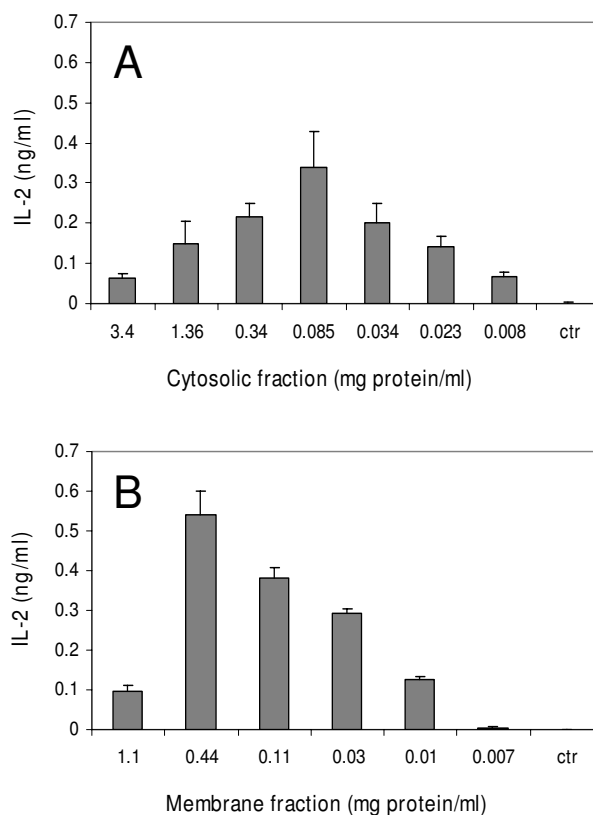 0.7
A
0.6
0.5
0.4
0.3
0.2
0.1
0
IL-2 (ng/ml)
3.4 1.36 0.34 0.085 0.034 0.023 0.008 ctr
Cytosolic fraction (mg protein/ml)
0.7
B
0.6
0.5
0.4
0.3
0.2
0.1
0
IL-2 (ng/ml)
1.1 0.44 0.11 0.03 0.01 0.007 ctr
Membrane fraction (mg protein/ml)